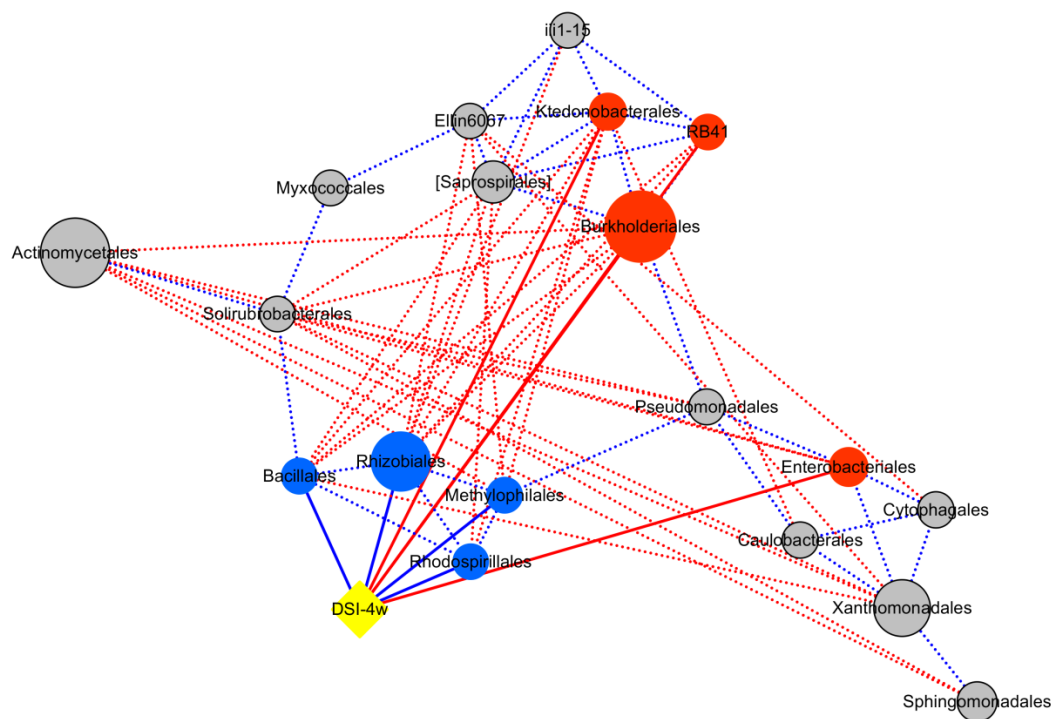 iii1-15
Ktedonobacterales
Ellin6067
RB41
[Saprospirales]
Myxococcales
Burkholderiales
Actinomycetales
Solirubrobacterales
Pseudomonadales
Rhizobiales
Enterobacteriales
Bacillales
Methylophilales
Cytophagales
Caulobacterales
Rhodospirillales
DSI-4w
Xanthomonadales
Sphingomonadales